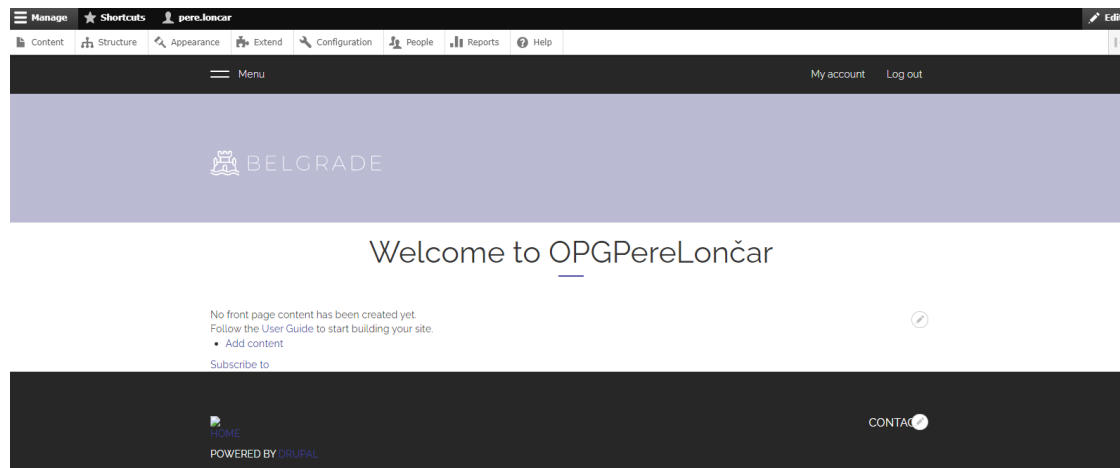 Manage Shortcuts pere.loncar Edit
Content Structure Appearance Extend Configuration People Reports Help
Menu My account Log out
BELGRADE
Welcome to OPGPereLončar
No front page content has been created yet.
Follow the User Guide to start building your site.
Add content
Subscribe to
CONTAC
HOME
POWERED BY DRUPAL